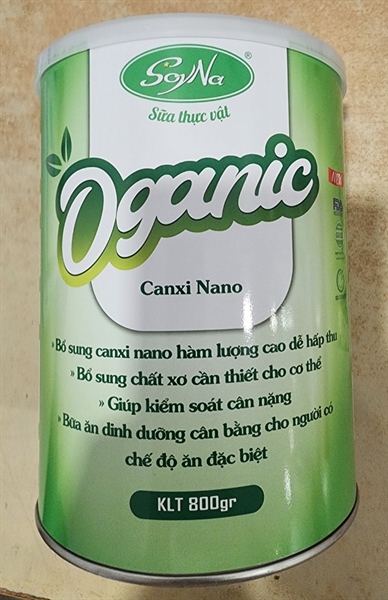 SoyNa®
Sữa thực vật
Oganic
Canxi Nano
» Bổ sung canxi nano hàm lượng cao dễ hấp thu
» Bổ sung chất xơ cần thiết cho cơ thể
» Giúp kiểm soát cân nặng
» Bữa ăn dinh dưỡng cân bằng cho người có
chế độ ăn đặc biệt
KLT 800gr